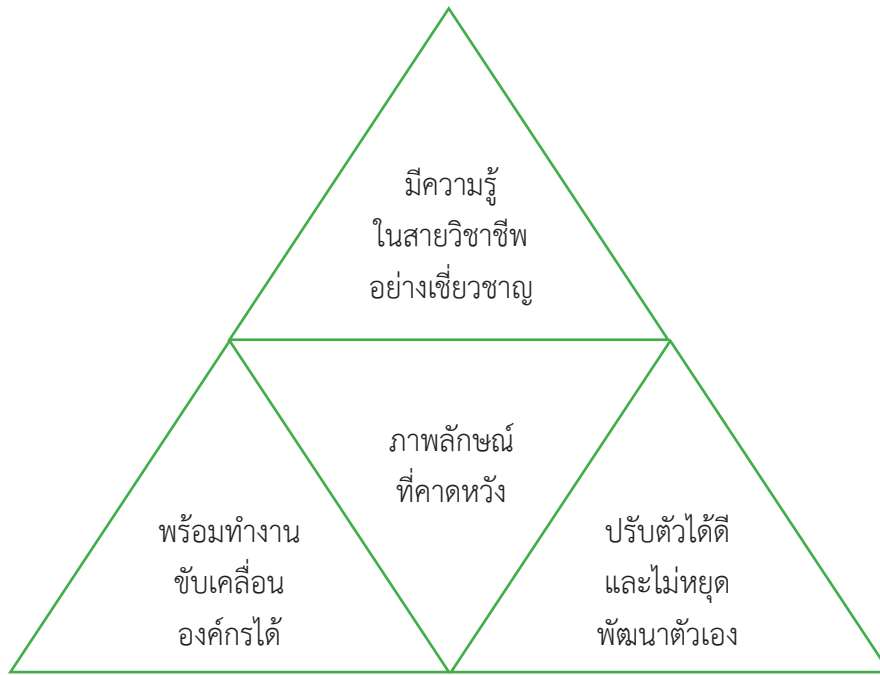 มีความรู้
ในสายวิชาชีพ
อย่างเชี่ยวชาญ
ภาพลักษณ์
ที่คาดหวัง
พร้อมทำงาน
ขับเคลื่อน
องค์กรได้
ปรับตัวได้ดี
และไม่หยุด
พัฒนาตัวเอง